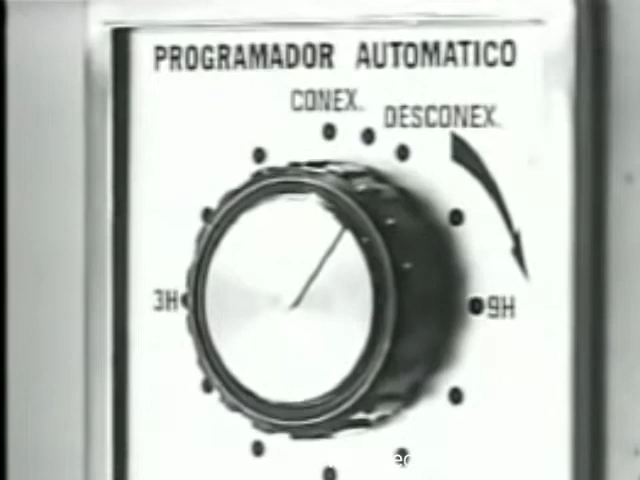 PROGRAMADOR AUTOMATICO
CONEX.
DESCONEX.
3H
9H